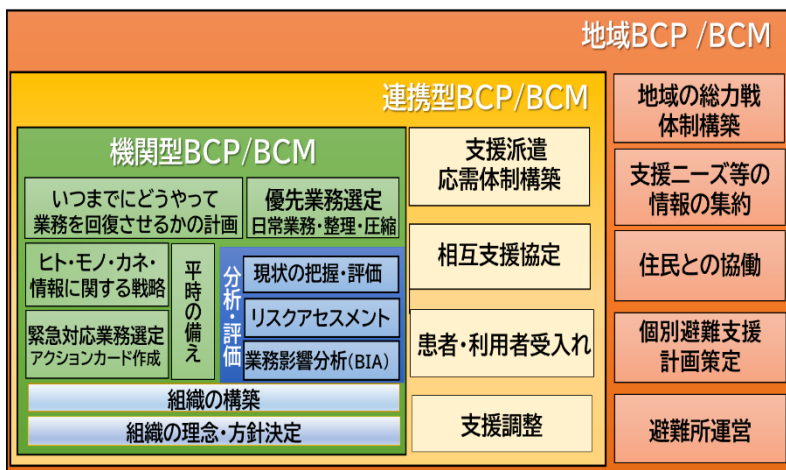 地域BCP /BCM
連携型BCP/BCM
機関型BCP/BCM
いつまでにどうやって
業務を回復させるかの計画
優先業務選定
日常業務・整理・圧縮
ヒト・モノ・カネ・
情報に関する戦略
緊急対応業務選定
アクションカード作成
平時の備え
分析・評価
現状の把握・評価
リスクアセスメント
業務影響分析(BIA)
組織の構築
組織の理念・方針決定
支援派遣
応需体制構築
相互支援協定
患者・利用者受入れ
支援調整
地域の総力戦
体制構築
支援ニーズ等の
情報の集約
住民との協働
個別避難支援
計画策定
避難所運営